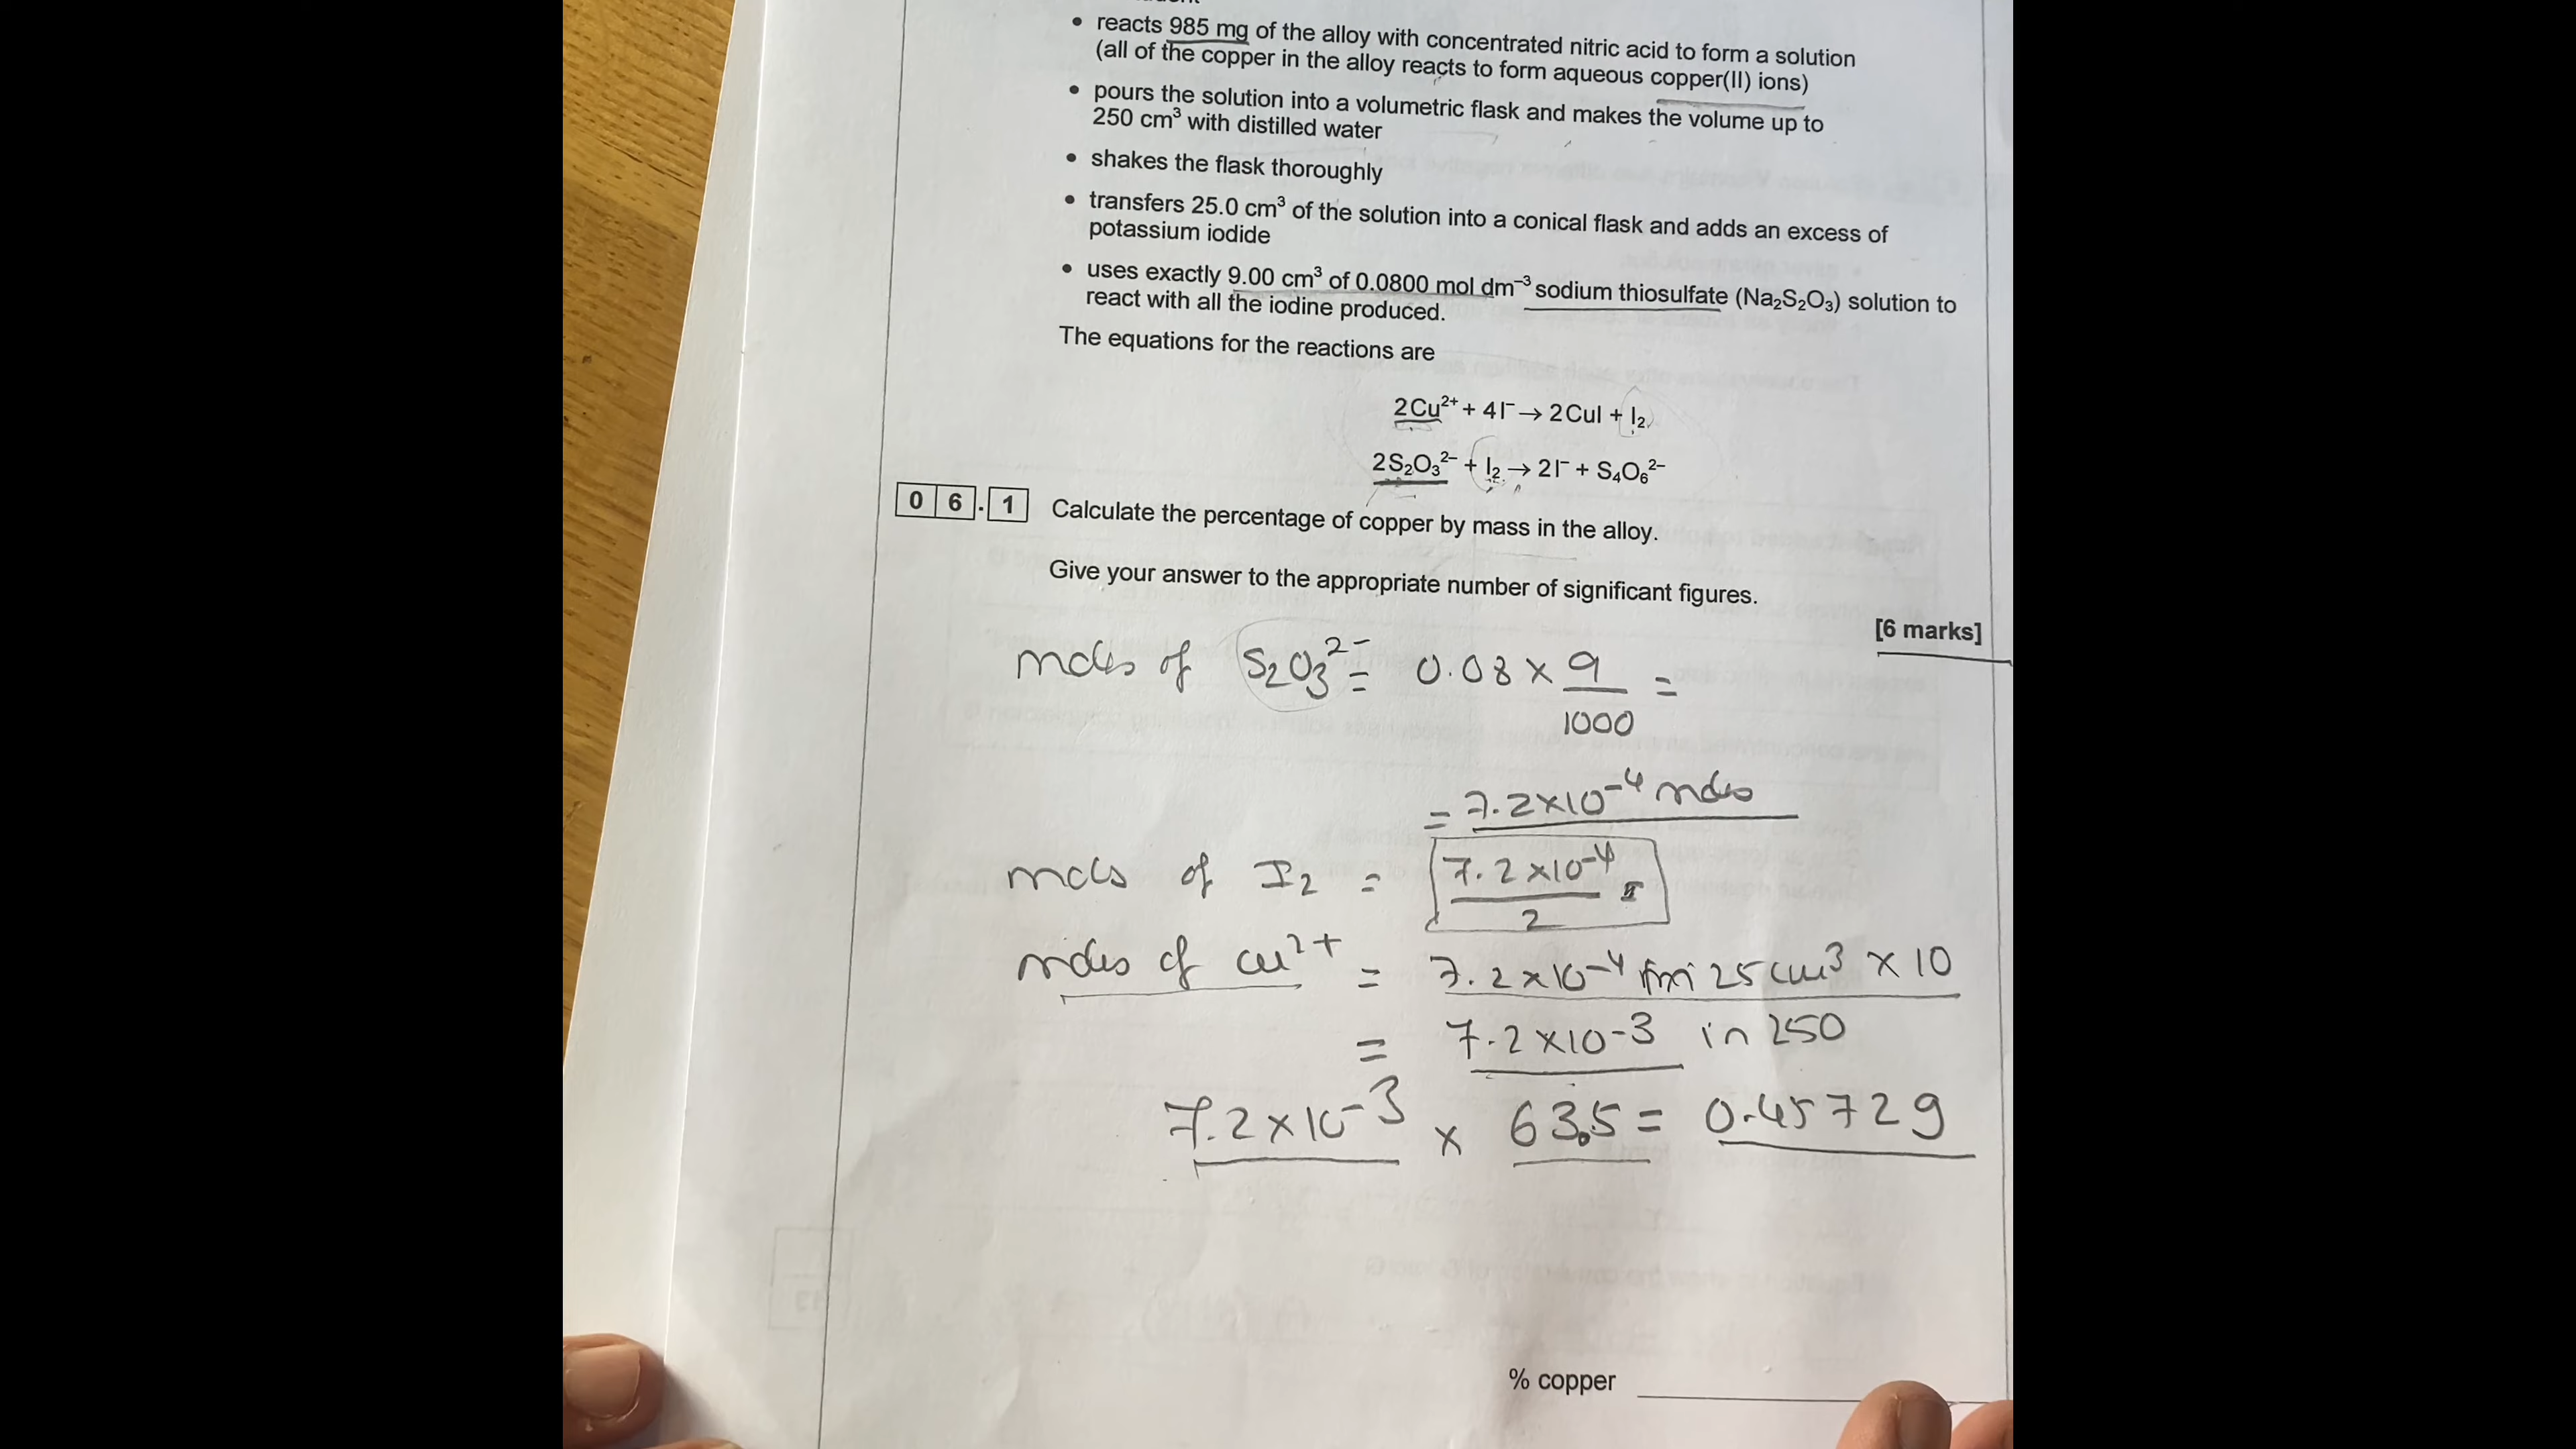 • reacts 985 mg of the alloy with concentrated nitric acid to form a solution
(all of the copper in the alloy reacts to form aqueous copper(II) ions)
• pours the solution into a volumetric flask and makes the volume up to
250 cm³ with distilled water
• shakes the flask thoroughly
• transfers 25.0 cm³ of the solution into a conical flask and adds an excess of
potassium iodide
• uses exactly 9.00 cm³ of 0.0800 mol dm⁻³ sodium thiosulfate (Na₂S₂O₃) solution to
react with all the iodine produced.
The equations for the reactions are
2Cu²⁺ + 4I⁻ → 2CuI + I₂
2S₂O₃²⁻ + I₂ → 2I⁻ + S₄O₆²⁻
0 6 . 1 Calculate the percentage of copper by mass in the alloy.
Give your answer to the appropriate number of significant figures.
[6 marks]
moles of S₂O₃²⁻ = 0.08 × 9/1000 =
= 7.2×10⁻⁴ moles
mols of I₂ = 7.2×10⁻⁴/2
moles of cu²⁺ = 7.2×10⁻⁴ in 25cm³ × 10
= 7.2×10⁻³ in 250
7.2×10⁻³ × 63.5 = 0.4572g
% copper